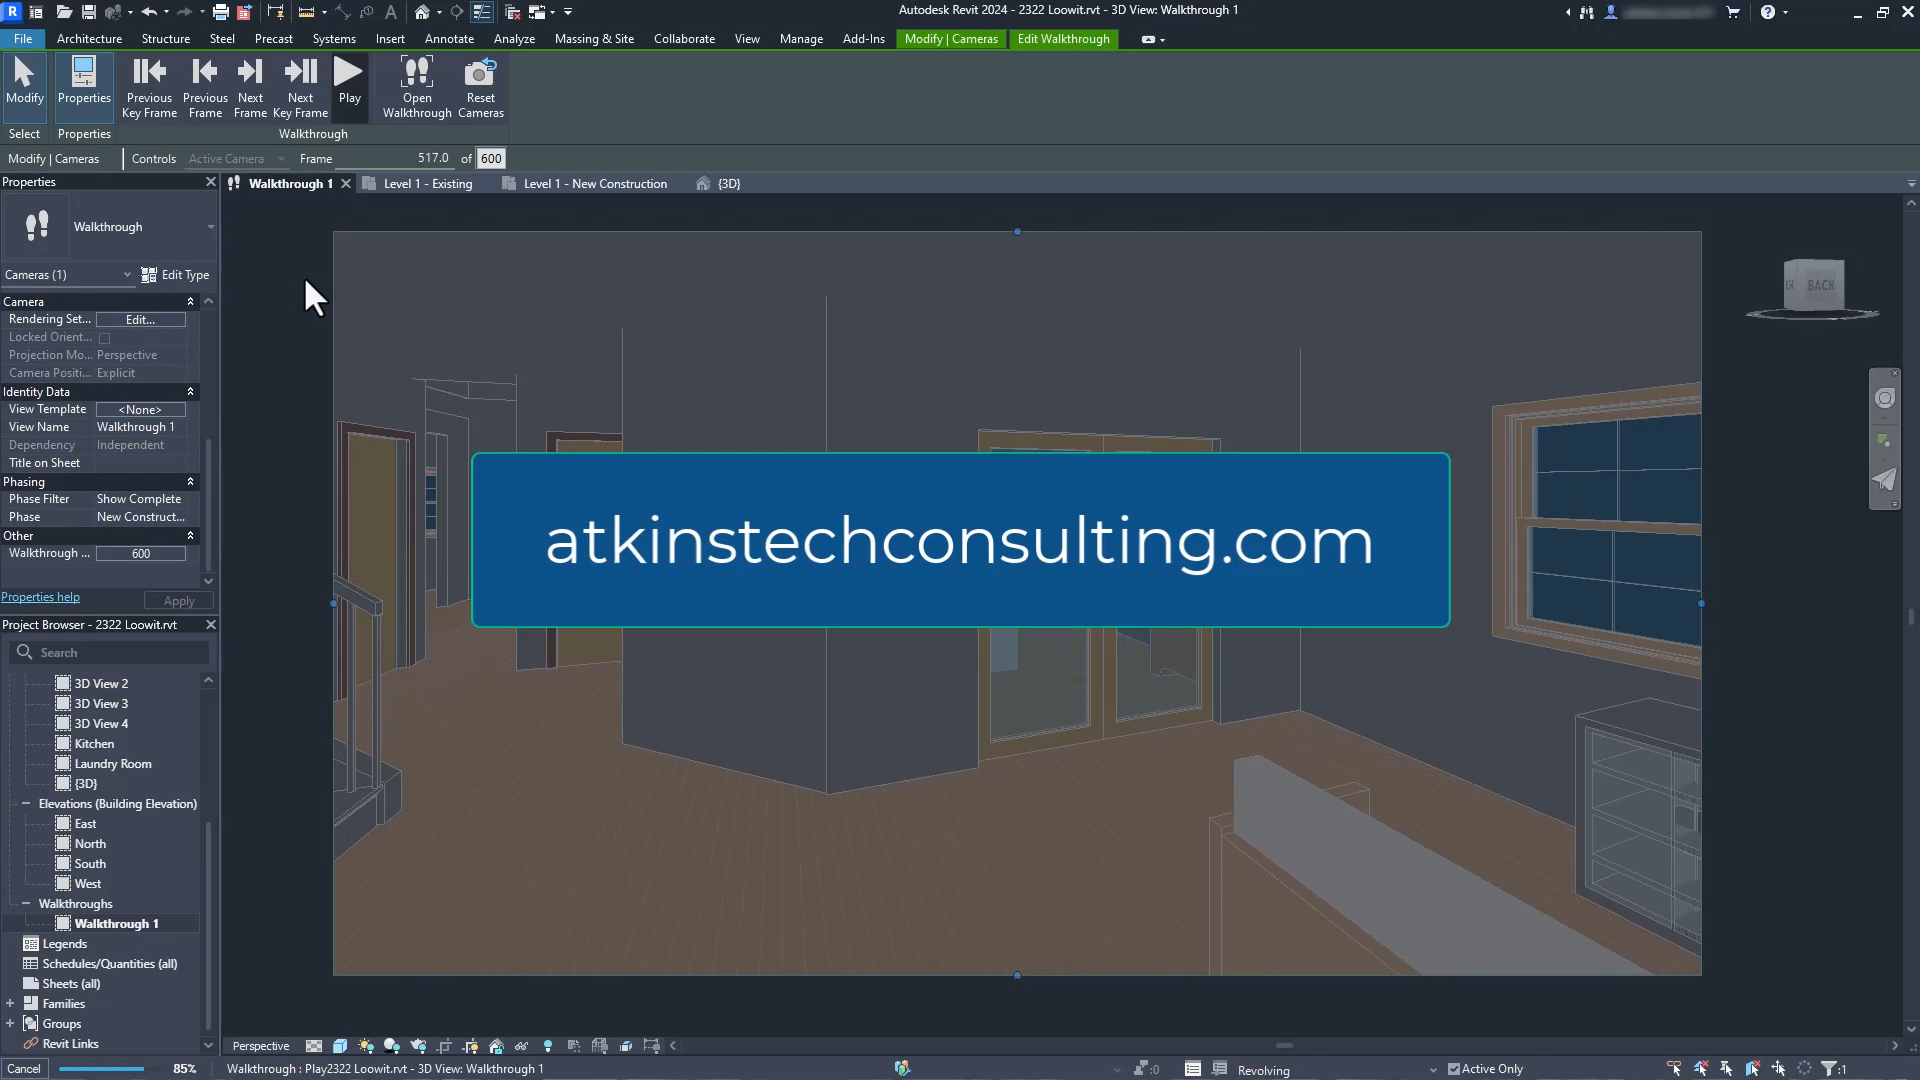 Autodesk Revit 2024 - 2322 Loowit.rvt - 3D View: Walkthrough 1
File Architecture Structure Steel Precast Systems Insert Annotate Analyze Massing & Site Collaborate View Manage Add-Ins Modify | Cameras Edit Walkthrough
Modify Properties Previous Key Frame Previous Frame Next Frame Next Key Frame Play Open Walkthrough Reset Cameras
Select Properties Walkthrough
Modify | Cameras Controls Active Camera Frame 517.0 of 600
Properties
Walkthrough 1 Level 1 - Existing Level 1 - New Construction {3D}
Walkthrough
Cameras (1) Edit Type
Camera
Rendering Set... Edit...
Locked Orient...
Projection Mo... Perspective
Camera Positi... Explicit
Identity Data
View Template <None>
View Name Walkthrough 1
Dependency Independent
Title on Sheet
Phasing
Phase Filter Show Complete
Phase New Construct...
Other
Walkthrough ... 600
Properties help Apply
BACK
atkinstechconsulting.com
Project Browser - 2322 Loowit.rvt
Search
3D View 2
3D View 3
3D View 4
Kitchen
Laundry Room
{3D}
Elevations (Building Elevation)
East
North
South
West
Walkthroughs
Walkthrough 1
Legends
Schedules/Quantities (all)
Sheets (all)
Families
Groups
Revit Links
Perspective
Cancel 85% Walkthrough : Play2322 Loowit.rvt - 3D View: Walkthrough 1 :0 Revolving Active Only :1